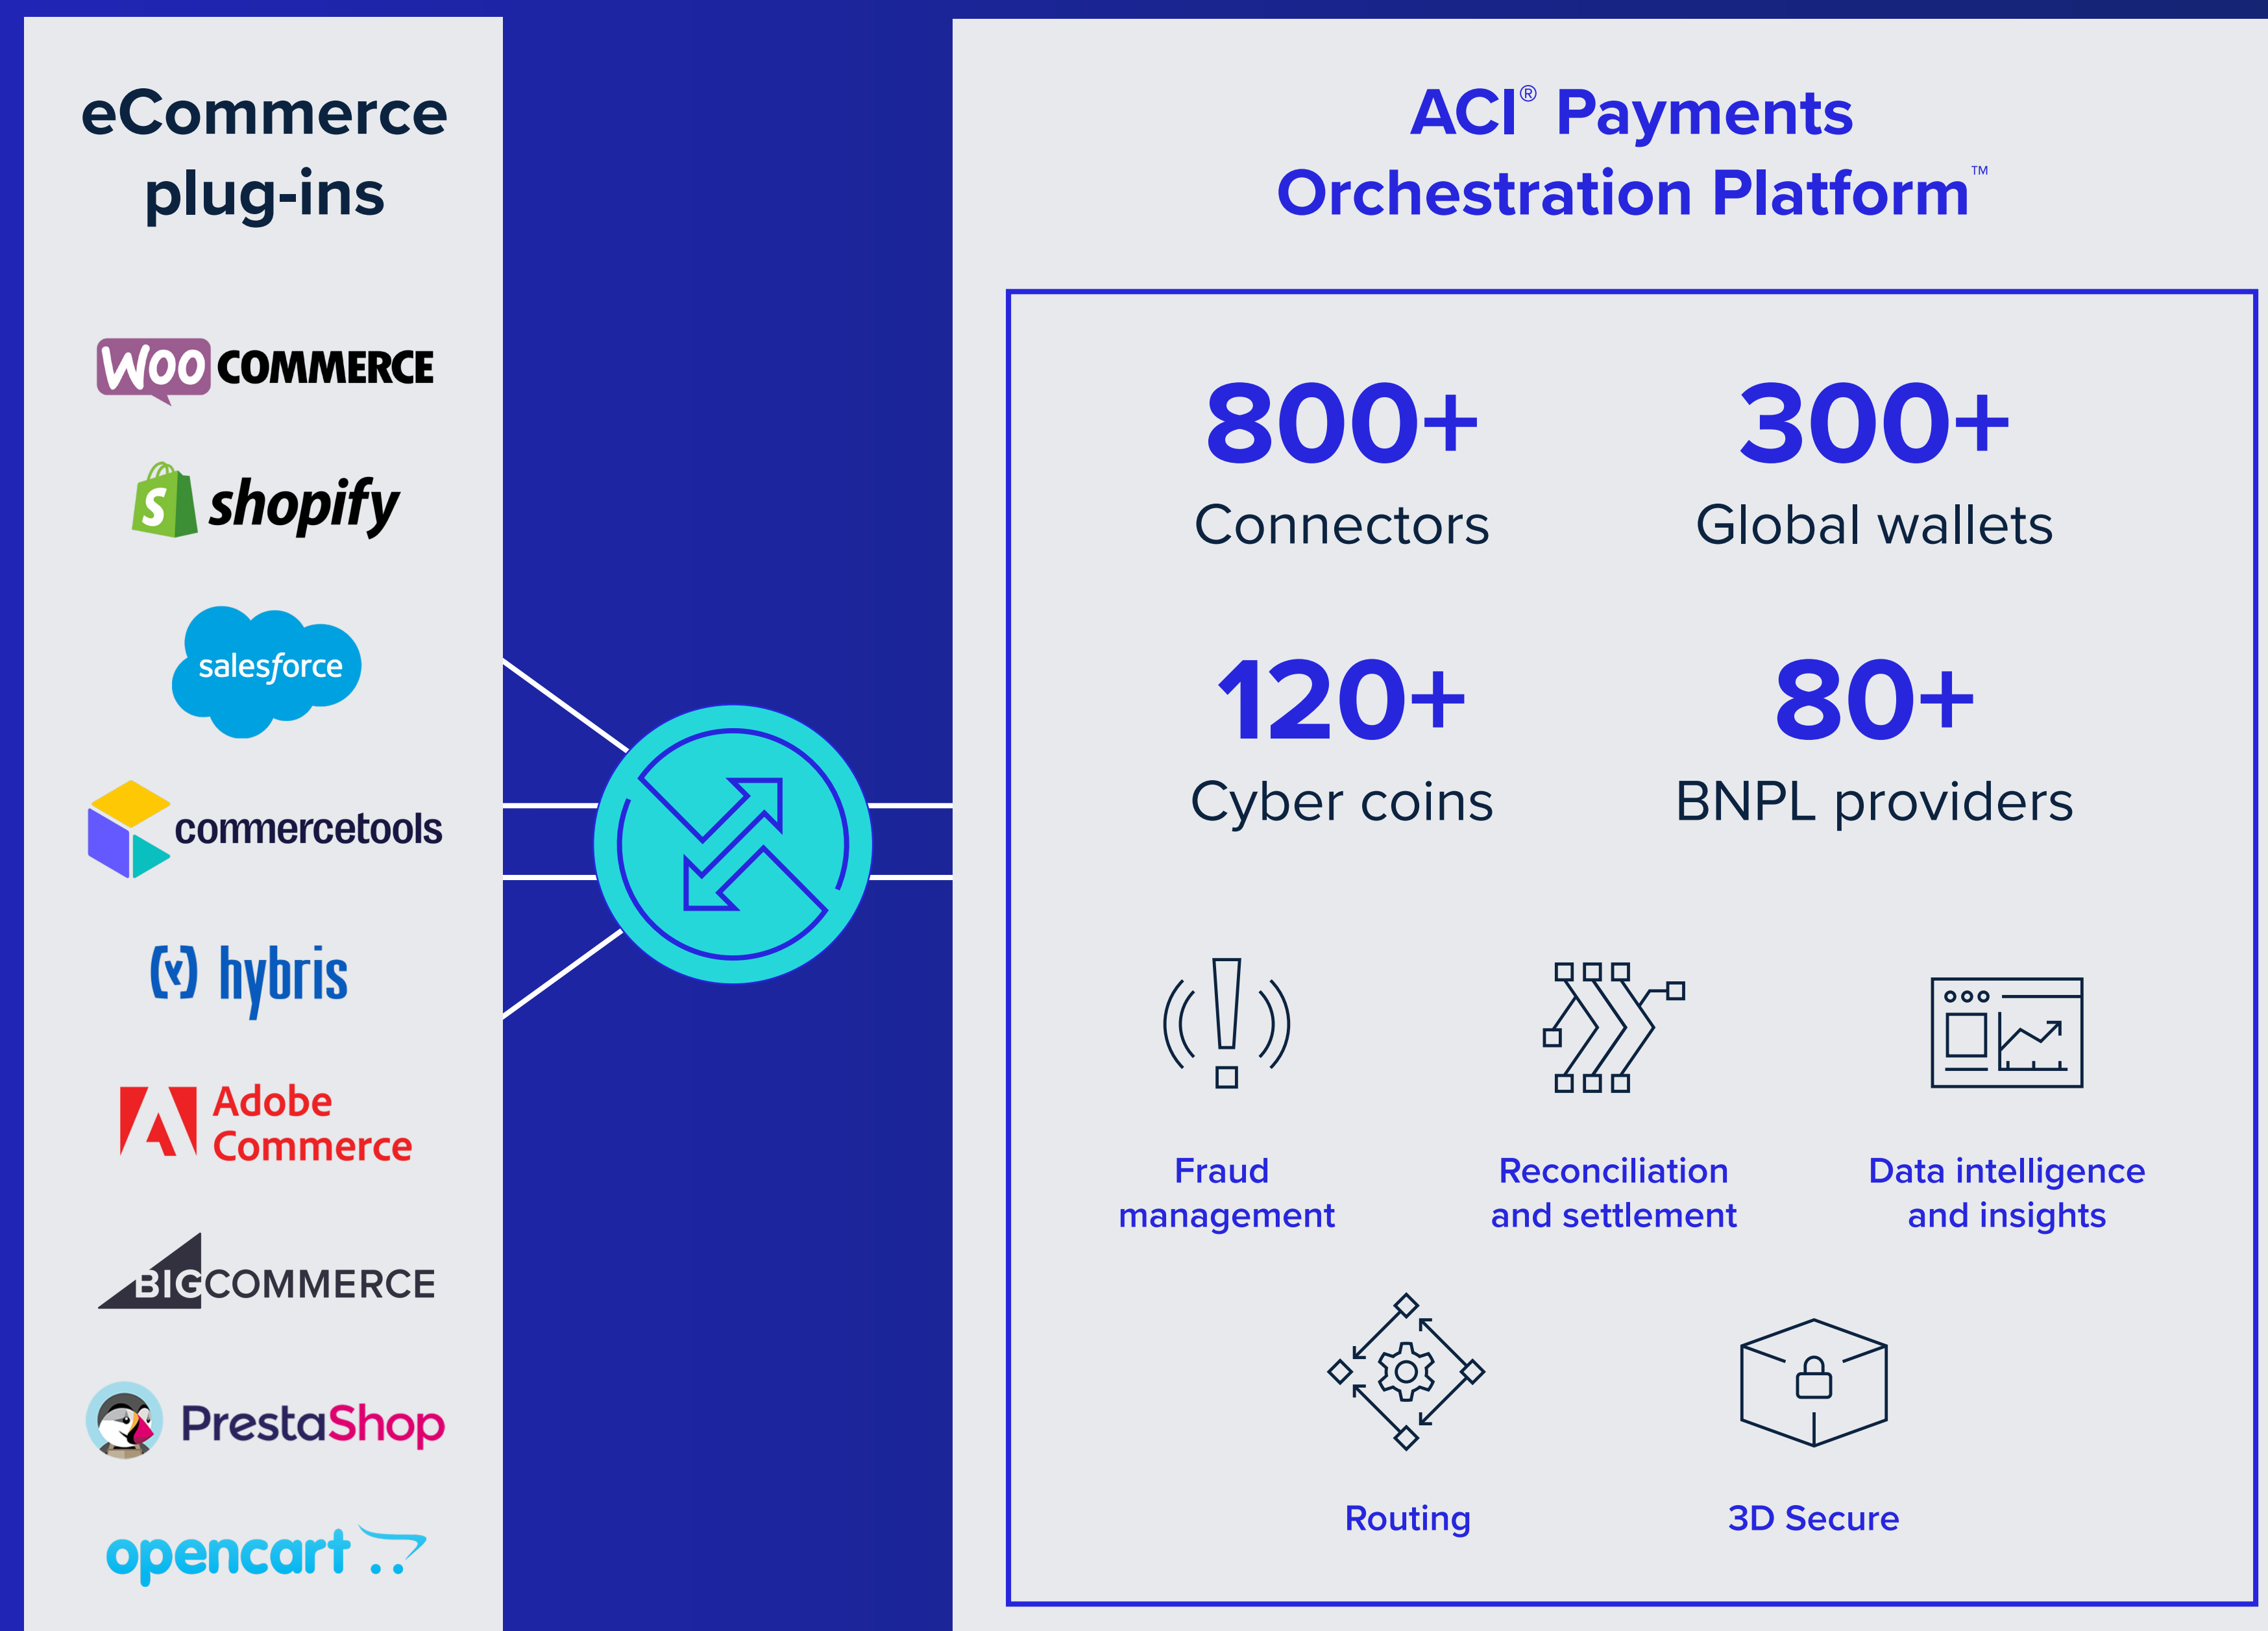 eCommerce
plug-ins
WOO COMMERCE
shopify
salesforce
commercetools
(y) hybris
Adobe
Commerce
BIGCOMMERCE
PrestaShop
opencart
ACI® Payments
Orchestration Platform™
800+
Connectors
300+
Global wallets
120+
Cyber coins
80+
BNPL providers
Fraud
management
Reconciliation
and settlement
Data intelligence
and insights
Routing
3D Secure